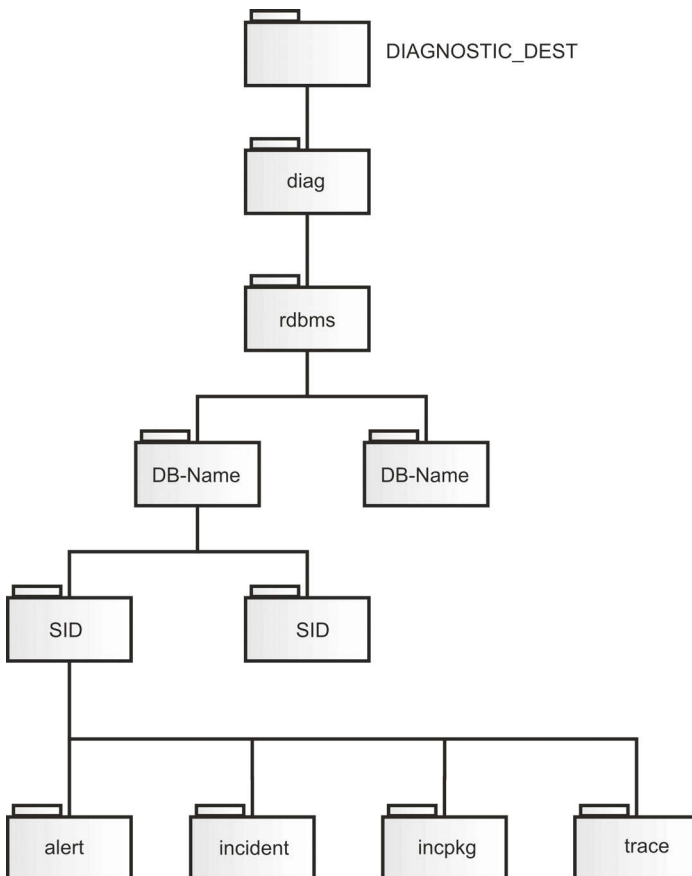 DIAGNOSTIC_DEST
diag
rdbms
DB-Name
DB-Name
SID
SID
alert
incident
incpkg
trace